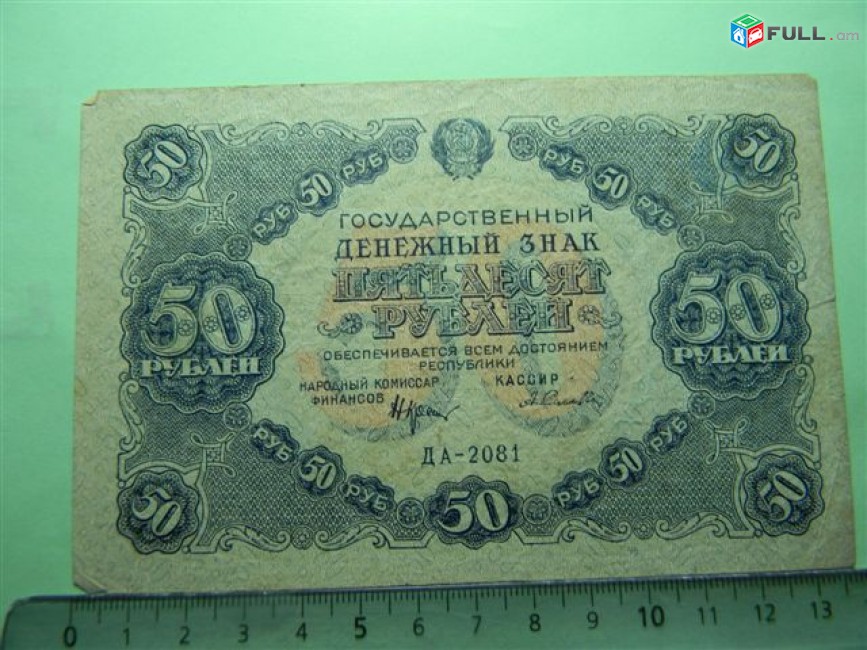 FULL.am
50 РУБ 50 РУБ РУБ 50 РУБ 50
ГОСУДАРСТВЕННЫЙ
ДЕНЕЖНЫЙ ЗНАК
ПЯТЬДЕСЯТ
РУБЛЕЙ
50 РУБЛЕЙ
50 РУБЛЕЙ
ОБЕСПЕЧИВАЕТСЯ ВСЕМ ДОСТОЯНИЕМ
РЕСПУБЛИКИ
НАРОДНЫЙ КОМИССАР
ФИНАНСОВ
КАССИР
ДА-2081
РУБ 50 РУБ РУБ 50 РУБ
50 50 50
0 1 2 3 4 5 6 7 8 9 10 11 12 13